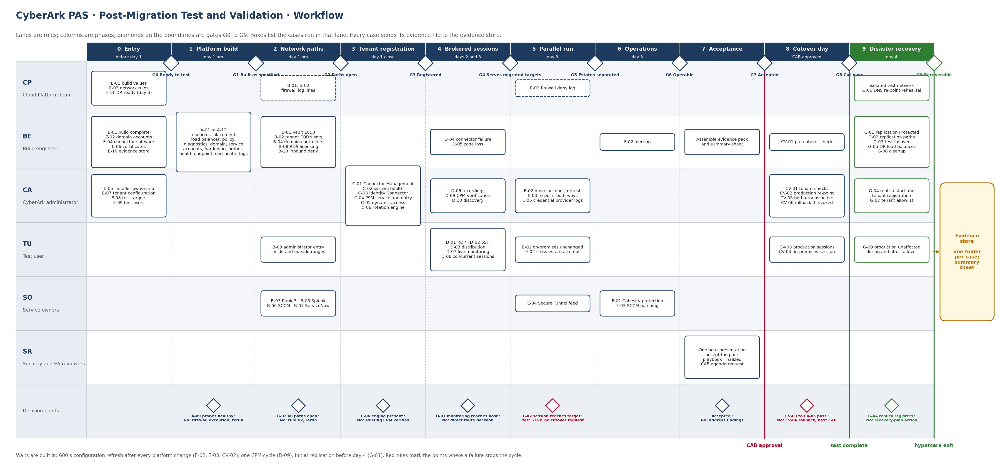 CyberArk PAS · Post-Migration Test and Validation · Workflow
Lanes are roles; columns are phases; diamonds on the boundaries are gates G0 to G9. Boxes list the cases run in that lane. Every case sends its evidence file to the evidence store.
0 Entry
before day 1
1 Platform build
day 1 am
2 Network paths
day 1 pm
3 Tenant registration
day 1 close
4 Brokered sessions
days 2 and 3
5 Parallel run
day 3
6 Operations
day 3
7 Acceptance
8 Cutover day
CAB approved
9 Disaster recovery
day 4
G0 Ready to test
G1 Built as specified
G2 Paths open
G3 Registered
G4 Serves migrated targets
G5 Estates separated
G6 Operable
G7 Accepted
G8 Cut over
G9 Recoverable
CP
Cloud Platform Team
E-01 build values
E-03 network rules
E-11 DR ready (day 4)
B-01, B-02
firewall log lines
E-02 firewall deny log
isolated test network
G-06 DNS re-point rehearsal
BE
Build engineer
E-01 build complete
E-02 domain accounts
E-04 connector software
E-06 certificates
E-10 evidence store
A-01 to A-12
resources, placement,
load balancer, policy,
diagnostics, domain, service
accounts, hardening, probes,
health endpoint, certificate, tags
B-01 vault 1858
B-02 tenant FQDN sets
B-04 domain controllers
B-08 RDS licensing
B-10 inbound deny
D-04 connector failure
D-05 zone loss
F-02 alerting
Assemble evidence pack
and summary sheet
CV-01 pre-cutover check
G-01 replication Protected
G-02 replication paths
G-03 test failover
G-05 DR load balancer
G-08 cleanup
CA
CyberArk administrator
E-05 installer ownership
E-07 tenant configuration
E-08 test targets
E-09 test users
C-01 Connector Management
C-02 system health
C-03 Identity Connector
C-04 PSM service and entry
C-05 dynamic access
C-06 rotation engine
D-06 recordings
D-09 CPM verification
D-10 discovery
E-02 move account, refresh
E-03 re-point both ways
E-05 credential provider logs
CV-01 tenant checks
CV-02 production re-point
CV-05 both groups active
CV-06 rollback if invoked
G-04 replica start and
tenant registration
G-07 tenant allowlist
TU
Test user
B-09 administrator entry
inside and outside ranges
D-01 RDP · D-02 SSH
D-03 distribution
D-07 live monitoring
D-08 concurrent sessions
E-01 on-premises unchanged
E-02 cross-estate attempt
CV-03 production sessions
CV-04 on-premises session
G-09 production unaffected
during and after failover
Evidence
store
one folder
per case;
summary
sheet
SO
Service owners
B-03 Rapid7 · B-05 Splunk
B-06 SCCM · B-07 ServiceNow
E-04 Secure Tunnel feed
F-01 Cohesity protection
F-03 SCCM patching
SR
Security and EA reviewers
One hour presentation
accept the pack
playbook Finalized
CAB agenda request
Decision points
A-09 probes healthy?
No: firewall exception, rerun
B-02 all paths open?
No: rule fix, rerun
C-06 engine present?
No: existing CPM verifies
D-07 monitoring reaches host?
No: direct route decision
E-02 session reaches target?
Yes: STOP, no cutover request
Accepted?
No: address findings
CV-03 to CV-05 pass?
No: CV-06 rollback, next CAB
G-04 replica registers?
No: recovery-plan action
CAB approval
test complete
hypercare exit
Waits are built in: 600 s configuration refresh after every platform change (E-02, E-03, CV-02), one CPM cycle (D-09), initial replication before day 4 (G-01). Red rules mark the points where a failure stops the cycle.